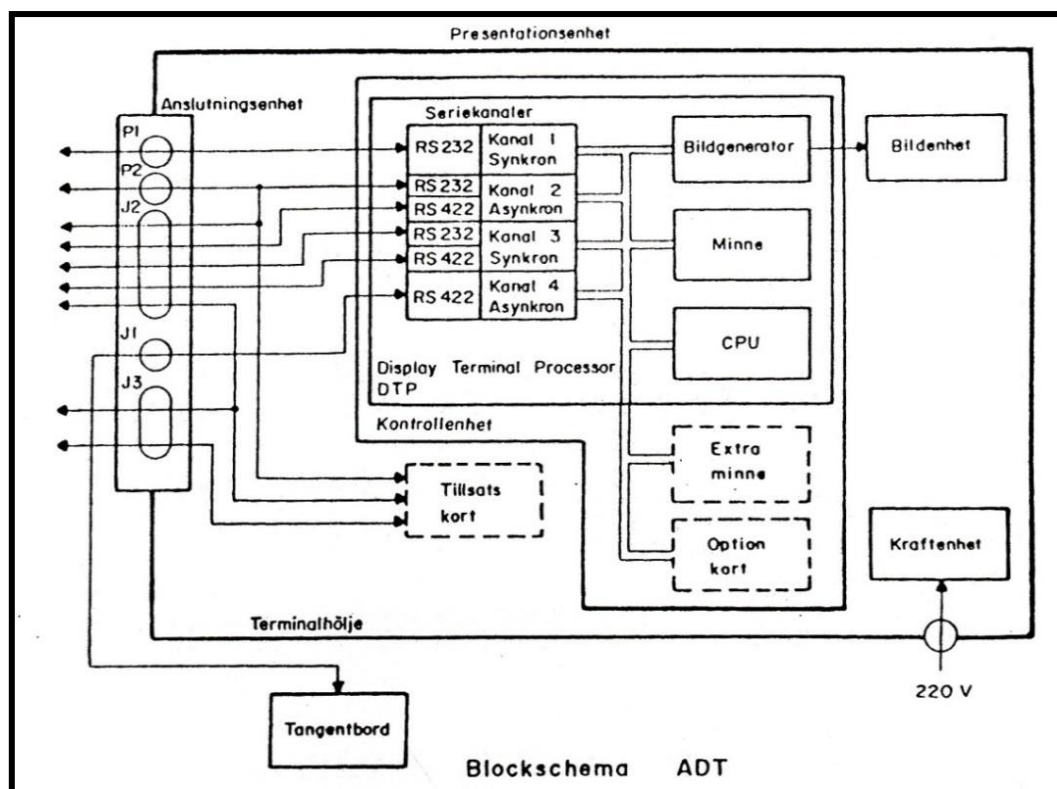 Presentationsenhet
Anslutningsenhet
P1
P2
J2
J1
J3
Seriekanaler
RS232
Kanal 1
Synkron
RS232
RS422
Kanal 2
Asynkron
RS232
RS422
Kanal 3
Synkron
RS422
Kanal 4
Asynkron
Bildgenerator
Bildenhet
Minne
CPU
Display Terminal Processor
DTP
Kontrollenhet
Extra
minne
Tillsats
kort
Option
kort
Kraftenhet
Terminalhölje
220 V
Tangentbord
Blockschema ADT